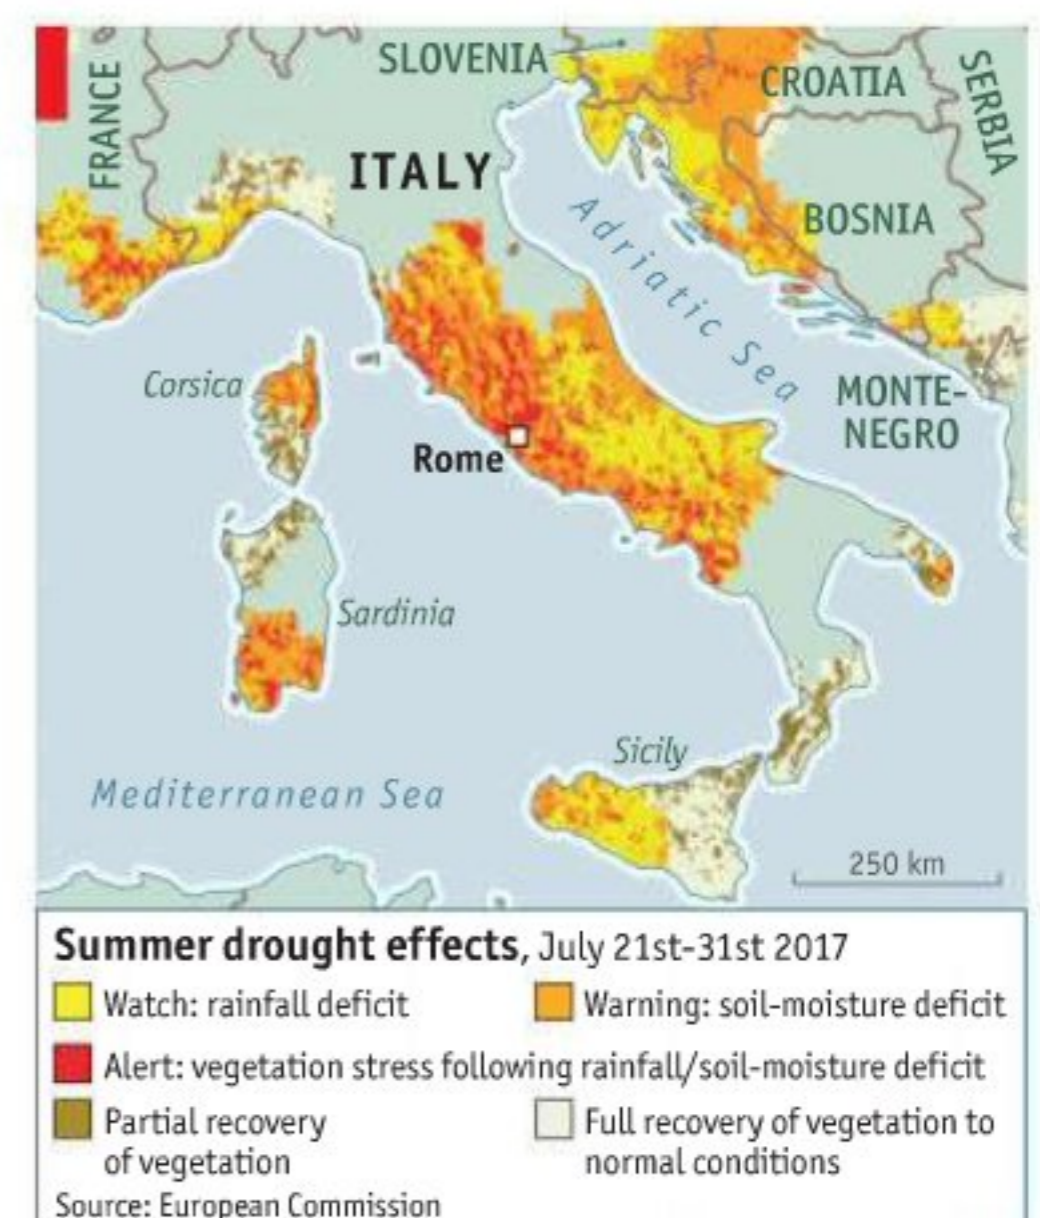 SLOVENIA
FRANCE
CROATIA
SERBIA
ITALY
BOSNIA
Adriatic Sea
Corsica
MONTE-
NEGRO
Rome
Sardinia
Sicily
Mediterranean Sea
250 km
Summer drought effects, July 21st-31st 2017
Watch: rainfall deficit
Warning: soil-moisture deficit
Alert: vegetation stress following rainfall/soil-moisture deficit
Partial recovery
of vegetation
Full recovery of vegetation to
normal conditions
Source: European Commission